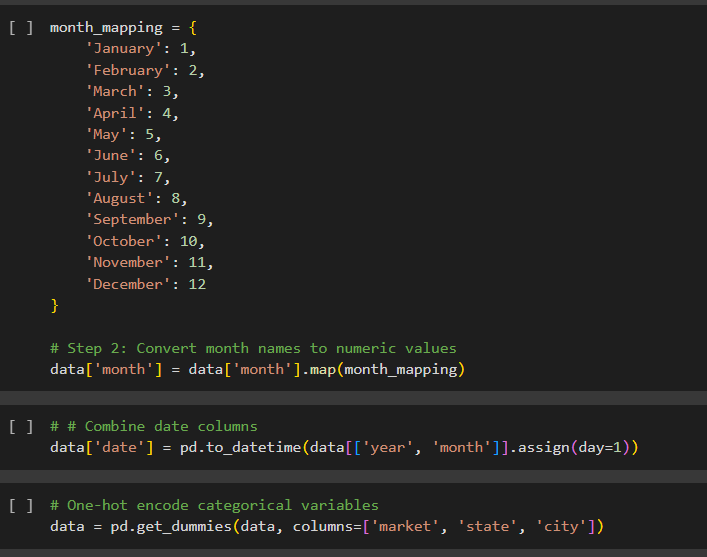 [ ] month_mapping = {
'January': 1,
'February': 2,
'March': 3,
'April': 4,
'May': 5,
'June': 6,
'July': 7,
'August': 8,
'September': 9,
'October': 10,
'November': 11,
'December': 12
}
# Step 2: Convert month names to numeric values
data['month'] = data['month'].map(month_mapping)
[ ] # # Combine date columns
data['date'] = pd.to_datetime(data[['year', 'month']].assign(day=1))
[ ] # One-hot encode categorical variables
data = pd.get_dummies(data, columns=['market', 'state', 'city'])